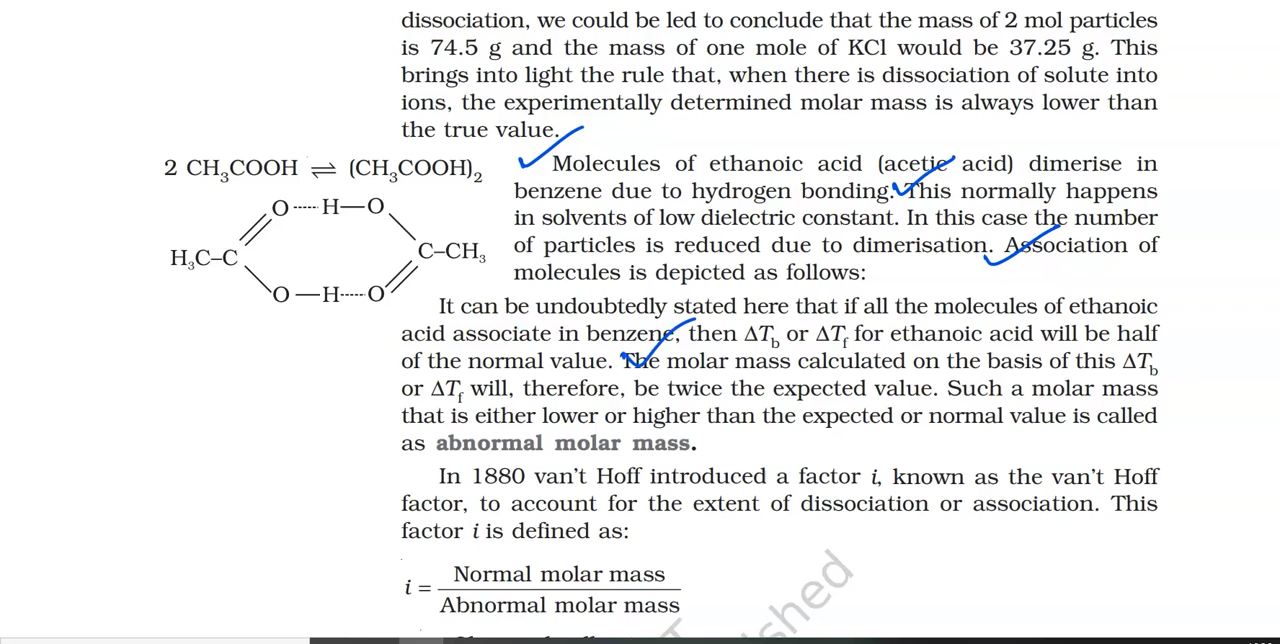 dissociation, we could be led to conclude that the mass of 2 mol particles
is 74.5 g and the mass of one mole of KCl would be 37.25 g. This
brings into light the rule that, when there is dissociation of solute into
ions, the experimentally determined molar mass is always lower than
the true value.
2 CH₃COOH ⇌ (CH₃COOH)₂
O ----- H—O
H₃C–C
C–CH₃
O —H-----O
Molecules of ethanoic acid (acetic acid) dimerise in
benzene due to hydrogen bonding. This normally happens
in solvents of low dielectric constant. In this case the number
of particles is reduced due to dimerisation. Association of
molecules is depicted as follows:
It can be undoubtedly stated here that if all the molecules of ethanoic
acid associate in benzene, then ΔT_b or ΔT_f for ethanoic acid will be half
of the normal value. The molar mass calculated on the basis of this ΔT_b
or ΔT_f will, therefore, be twice the expected value. Such a molar mass
that is either lower or higher than the expected or normal value is called
as abnormal molar mass.
In 1880 van't Hoff introduced a factor i, known as the van't Hoff
factor, to account for the extent of dissociation or association. This
factor i is defined as:
i = Normal molar mass
Abnormal molar mass